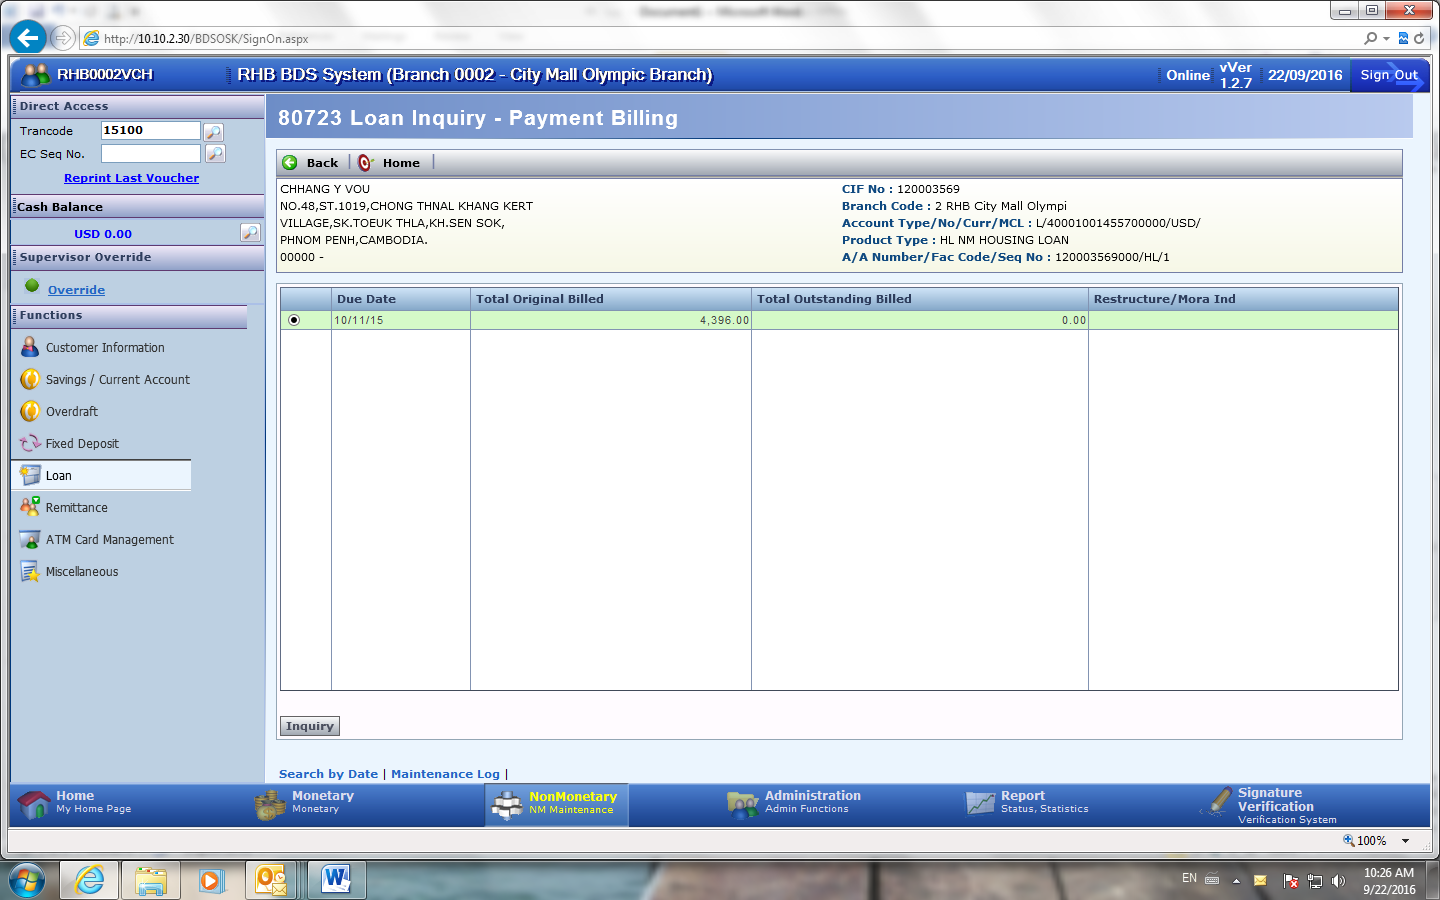 http://10.10.2.30/BDSOSK/SignOn.aspx
RHB0002VCH
RHB BDS System (Branch 0002 - City Mall Olympic Branch)
Online
vVer 1.2.7
22/09/2016
Sign Out
Direct Access
Trancode 15100
EC Seq No.
Reprint Last Voucher
Cash Balance
USD 0.00
Supervisor Override
Override
Functions
Customer Information
Savings / Current Account
Overdraft
Fixed Deposit
Loan
Remittance
ATM Card Management
Miscellaneous
80723 Loan Inquiry - Payment Billing
Back | Home |
CHHANG Y VOU
NO.48,ST.1019,CHONG THNAL KHANG KERT
VILLAGE,SK.TOEUK THLA,KH.SEN SOK,
PHNOM PENH,CAMBODIA.
00000 -
CIF No : 120003569
Branch Code : 2 RHB City Mall Olympi
Account Type/No/Curr/MCL : L/40001001455700000/USD/
Product Type : HL NM HOUSING LOAN
A/A Number/Fac Code/Seq No : 120003569000/HL/1
Due Date Total Original Billed Total Outstanding Billed Restructure/Mora Ind
10/11/15 4,396.00 0.00
Inquiry
Search by Date | Maintenance Log |
Home
My Home Page
Monetary
Monetary
NonMonetary
NM Maintenance
Administration
Admin Functions
Report
Status, Statistics
Signature
Verification
Verification System
100%
EN
10:26 AM
9/22/2016